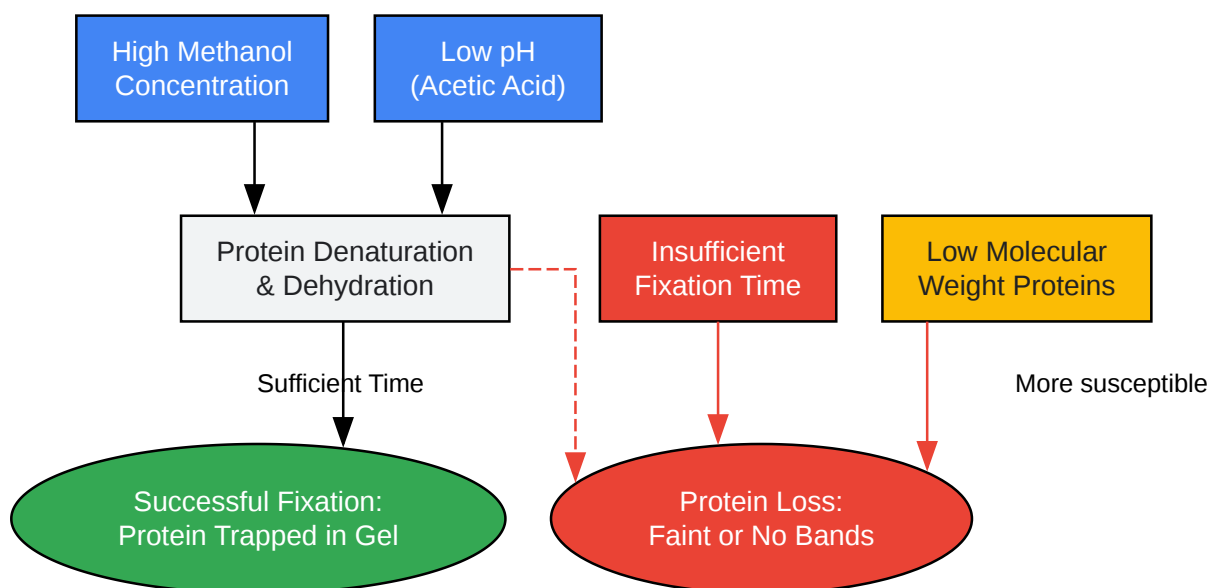 High Methanol
Concentration
Low pH
(Acetic Acid)
Protein Denaturation
& Dehydration
Insufficient
Fixation Time
Low Molecular
Weight Proteins
Sufficient Time
More susceptible
Successful Fixation:
Protein Trapped in Gel
Protein Loss:
Faint or No Bands